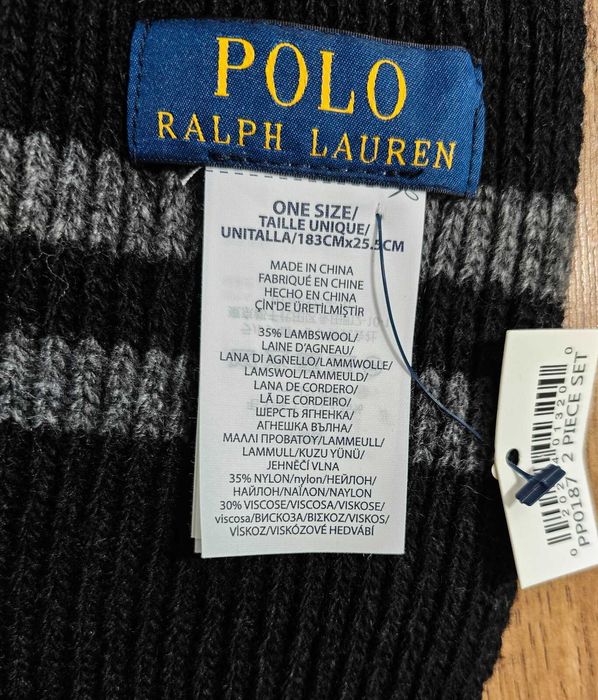 POLO
RALPH LAUREN
ONE SIZE/
TAILLE UNIQUE/
UNITALLA/183CMx25.5CM
MADE IN CHINA
FABRIQUÉ EN CHINE
HECHO EN CHINA
ÇİN'DE ÜRETİLMİŞTİR
35% LAMBSWOOL/
LAINE D'AGNEAU/
LANA DI AGNELLO/LAMMWOLLE/
LAMSWOL/LAMMEULD/
LANA DE CORDERO/
LÃ DE CORDEIRO/
ШЕРСТЬ ЯГНЕНКА/
АГНЕШКА ВЪЛНА/
ΜΑΛΛΙ ΠΡΟΒΑΤΟΥ/LAMMEULL/
LAMMULL/KUZU YÜNÜ/
JEHNĚČÍ VLNA
35% NYLON/nylon/НЕЙЛОН/
НАЙЛОН/ΝΑΪΛΟΝ/NAYLON
30% VISCOSE/VISCOSA/VISKOSE/
viscosa/ВИСКОЗА/ΒΙΣΚΟΖ/VISKOS/
VİSKOZ/VISKÓZOVÉ HEDVÁBÍ
PP0187 2 PIECE SET